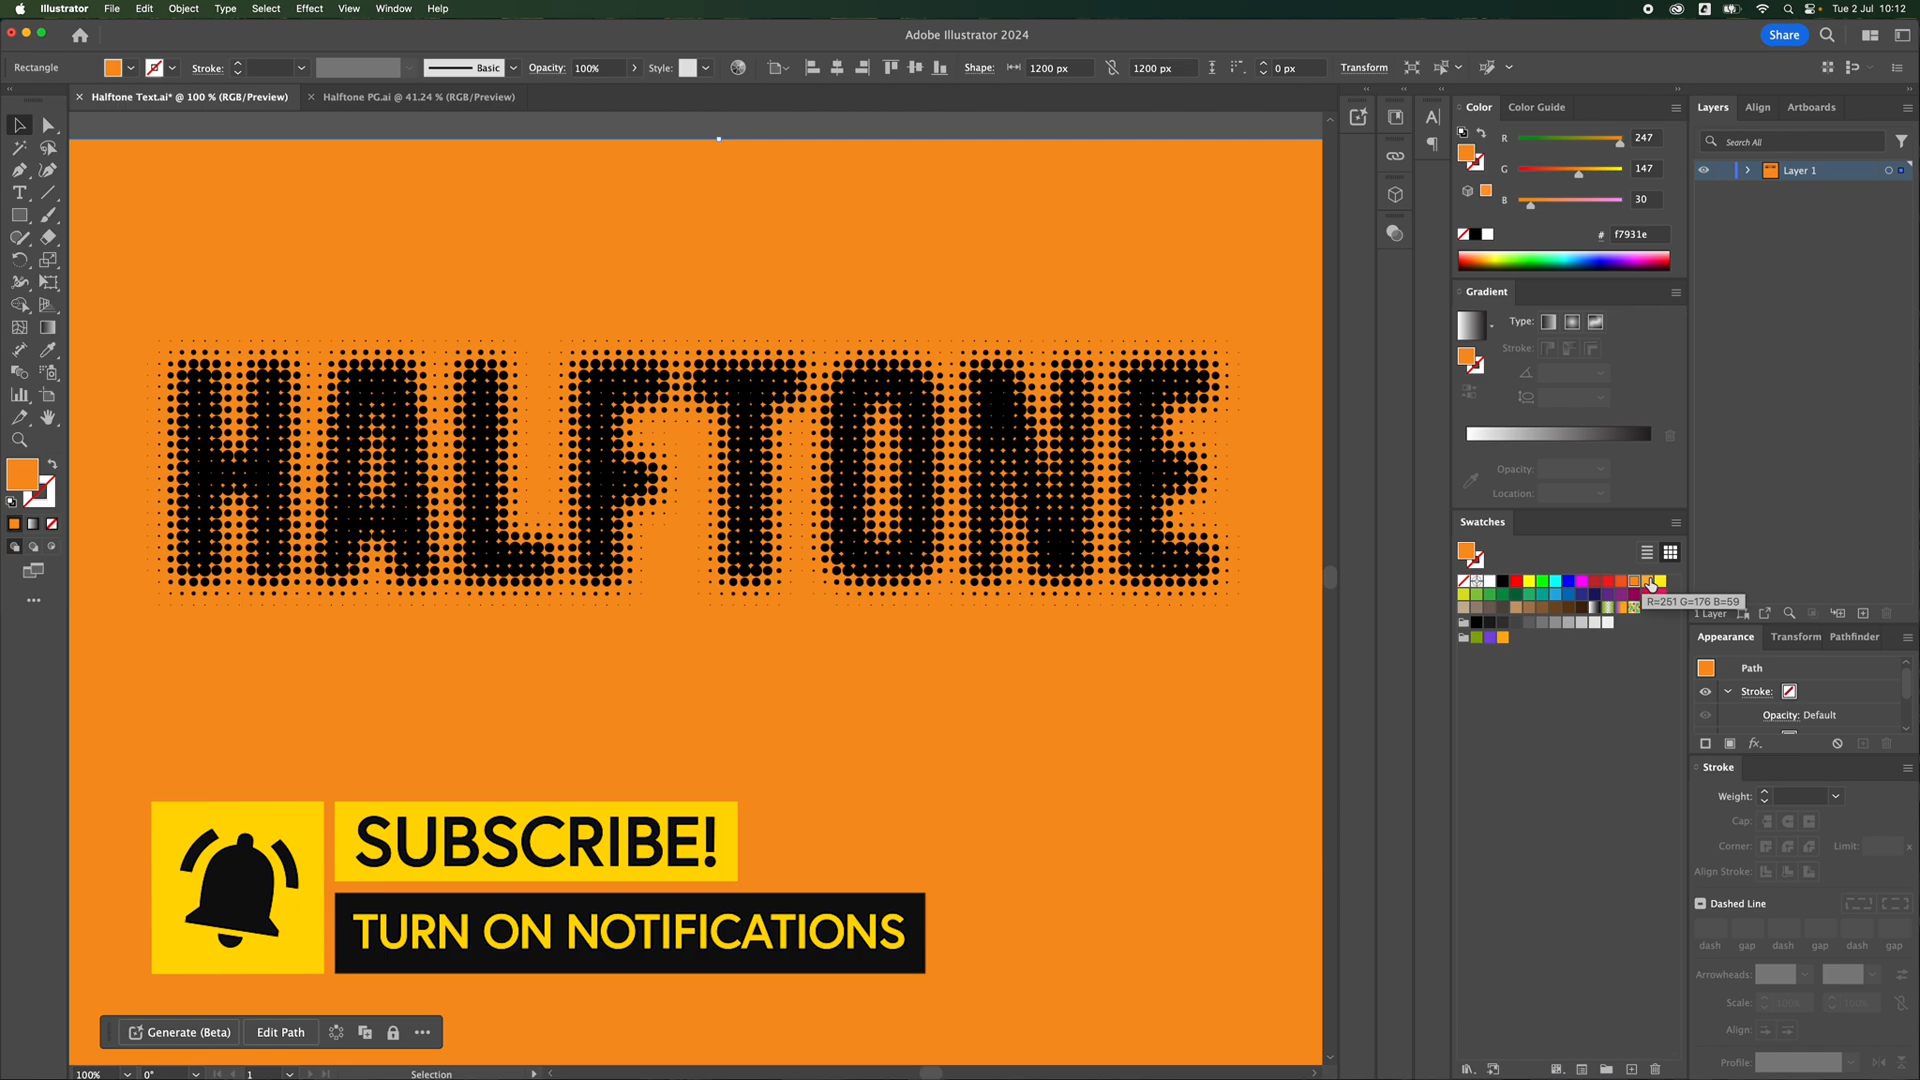 Illustrator File Edit Object Type Select Effect View Window Help Tue 2 Jul 10:12
Adobe Illustrator 2024 Share
Rectangle Stroke: Basic Opacity: 100% Style: Shape: 1200 px 1200 px 0 px Transform
Halftone Text.ai* @ 100 % (RGB/Preview) Halftone PG.ai @ 41.24 % (RGB/Preview)
HALFTONE
SUBSCRIBE!
TURN ON NOTIFICATIONS
Generate (Beta) Edit Path
100% 0° 1 Selection
Color Color Guide
R 247
G 147
B 30
# f7931e
Gradient
Type:
Stroke:
Opacity:
Location:
Swatches
R=251 G=176 B=59
Layers Align Artboards
Search All
Layer 1
1 Layer
Appearance Transform Pathfinder
Path
Stroke:
Opacity: Default
fx.
Stroke
Weight:
Cap:
Corner: Limit: x
Align Stroke:
Dashed Line
dash gap dash gap dash gap
Arrowheads:
Scale: 100% 100%
Align:
Profile: